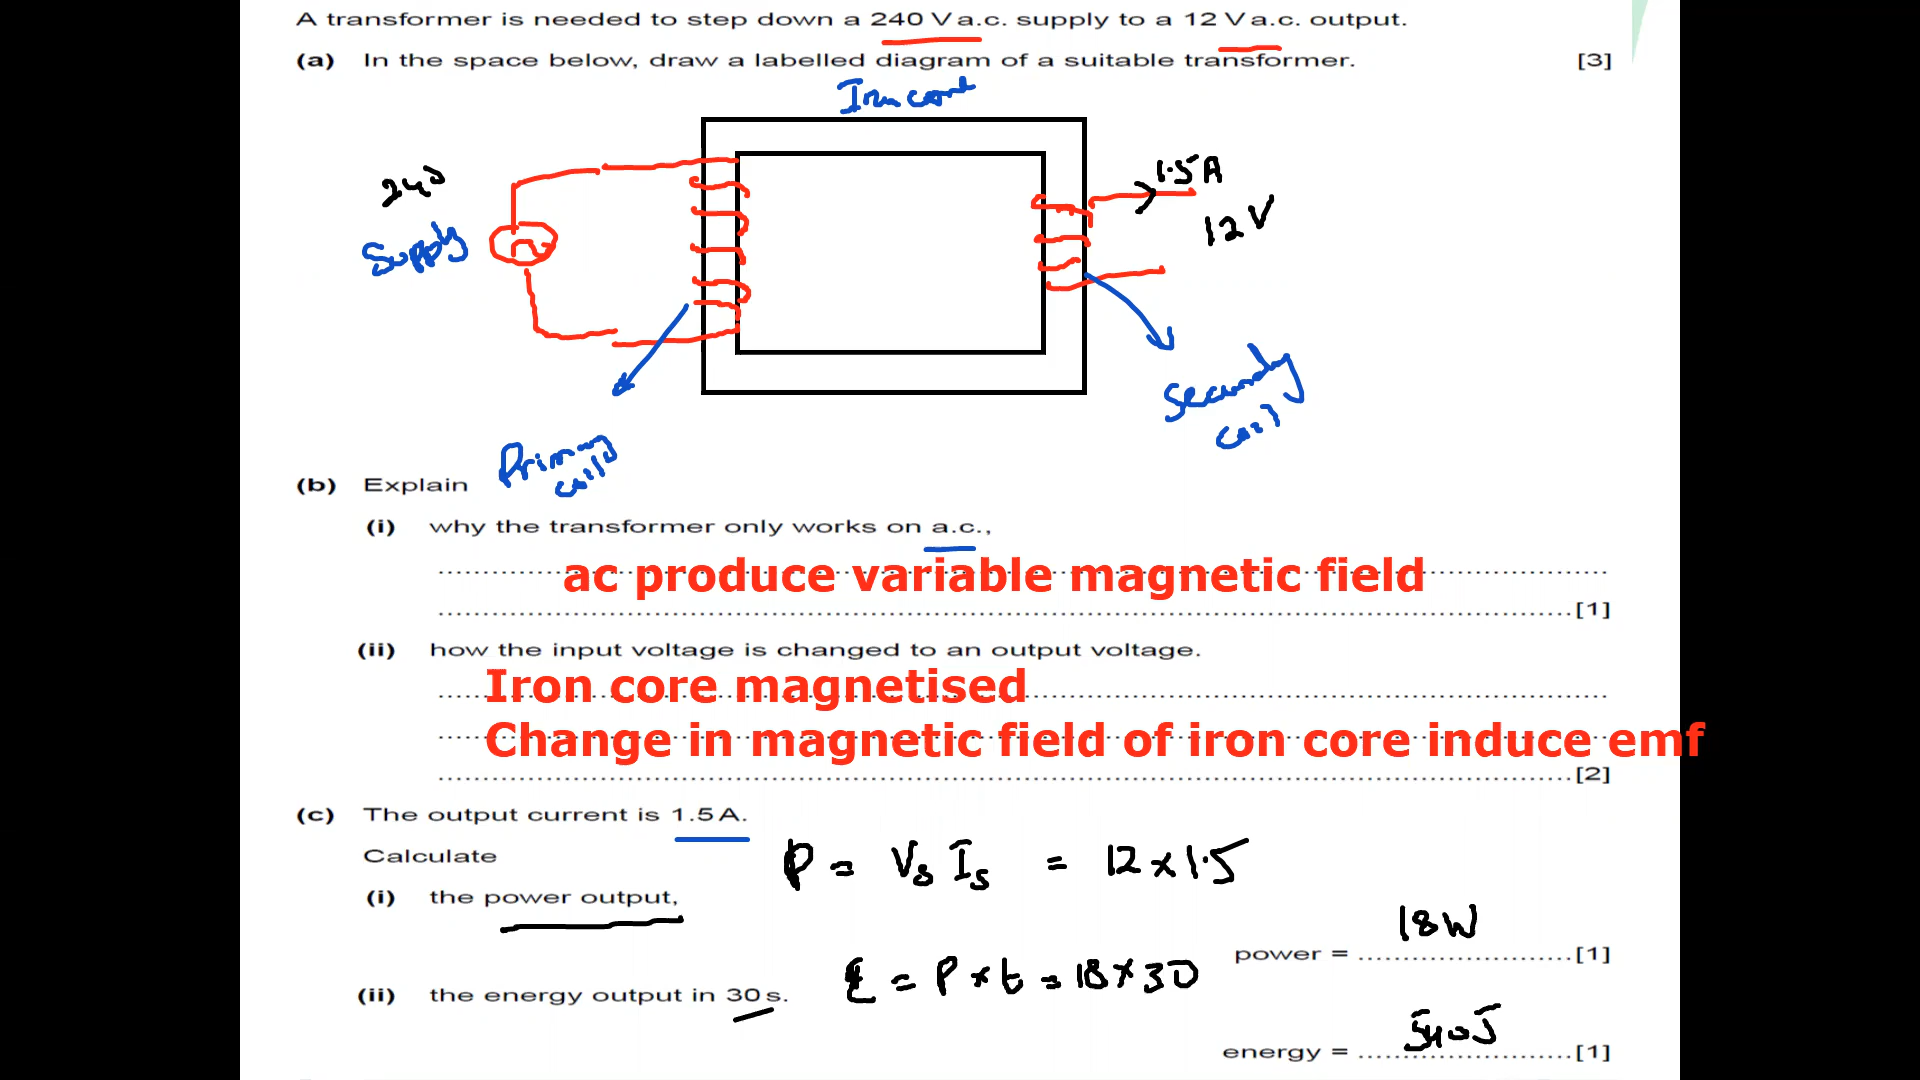 A transformer is needed to step down a 240 V a.c. supply to a 12 V a.c. output.
(a) In the space below, draw a labelled diagram of a suitable transformer. [3]
Iron core
240
Supply
1.5A
12V
Primary
coil
Secondary
coil
(b) Explain
(i) why the transformer only works on a.c.,
ac produce variable magnetic field
[1]
(ii) how the input voltage is changed to an output voltage.
Iron core magnetised
Change in magnetic field of iron core induce emf
[2]
(c) The output current is 1.5 A.
Calculate
P = Vs Is = 12 × 1.5
(i) the power output,
18W
power = [1]
E = P × t = 18 × 30
(ii) the energy output in 30 s.
540J
energy = [1]